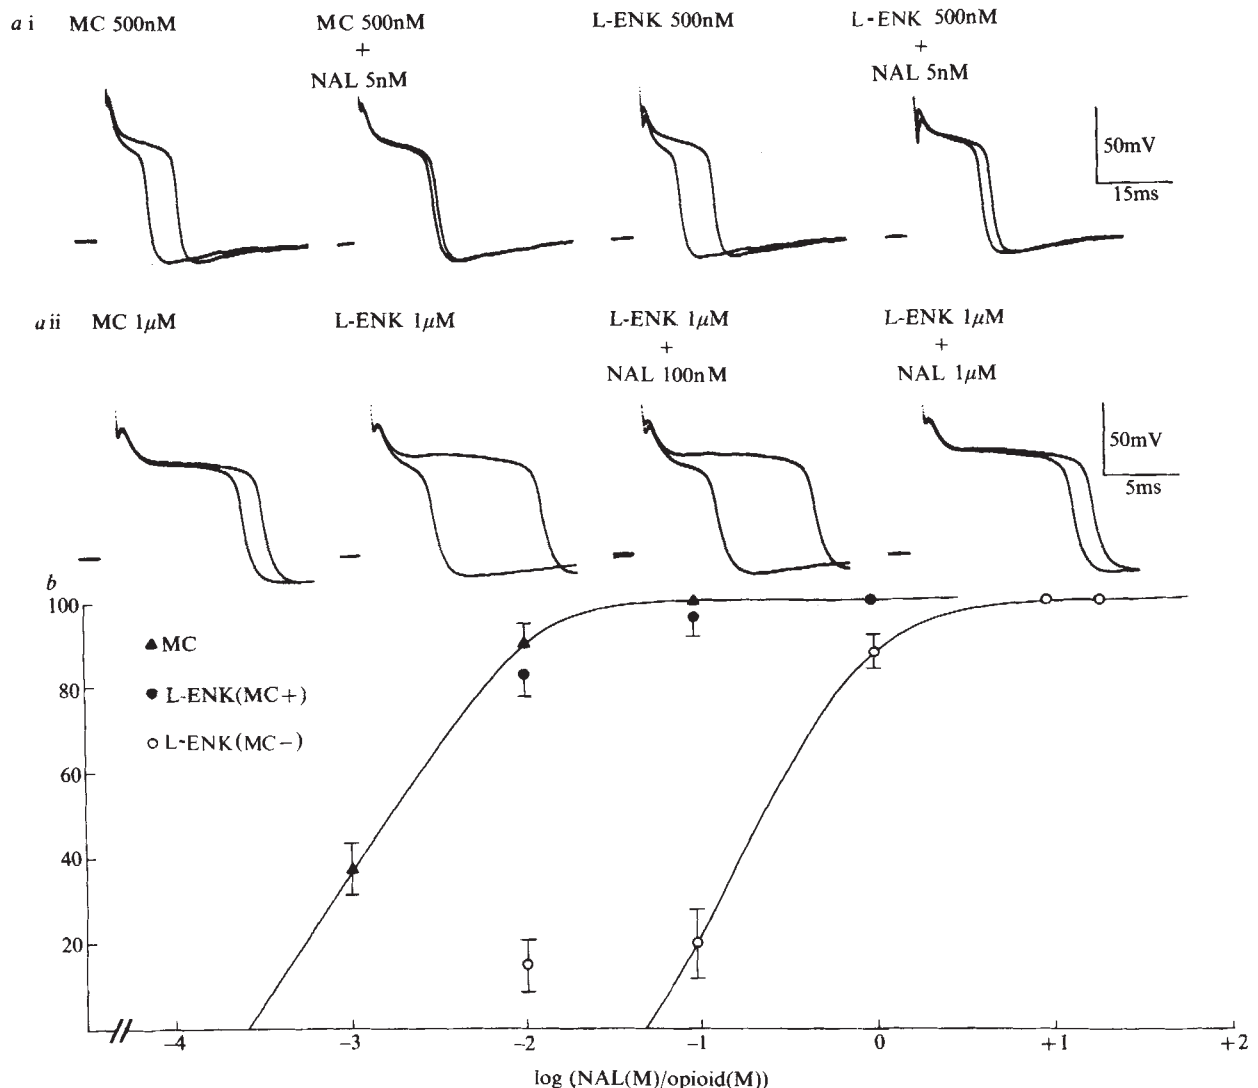 a i MC 500nM MC 500nM L-ENK 500nM L-ENK 500nM
+ +
NAL 5nM NAL 5nM
50mV
15ms
a ii MC 1µM L-ENK 1µM L-ENK 1µM L-ENK 1µM
+ +
NAL 100nM NAL 1µM
50mV
5ms
b
100
80
60
40
20
▲ MC
● L-ENK(MC+)
○ L-ENK(MC−)
−4 −3 −2 −1 0 +1 +2
log (NAL(M)/opioid(M))